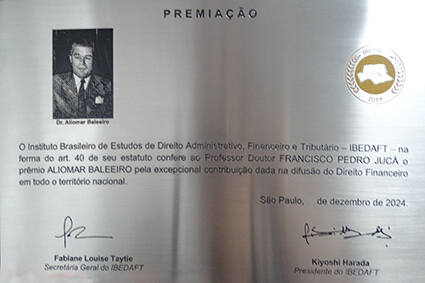 PREMIAÇÃO
IBEDAFT
2019
Dr. Aliomar Baleeiro
O Instituto Brasileiro de Estudos de Direito Administrativo, Financeiro e Tributário – IBEDAFT – na
forma do art. 40 de seu estatuto confere ao Professor Doutor FRANCISCO PEDRO JUCÁ o
prêmio ALIOMAR BALEEIRO pela excepcional contribuição dada na difusão do Direito Financeiro
em todo o território nacional.
São Paulo, de dezembro de 2024.
Fabiane Louise Taytie
Secretária Geral do IBEDAFT
Kiyoshi Harada
Presidente do IBEDAFT